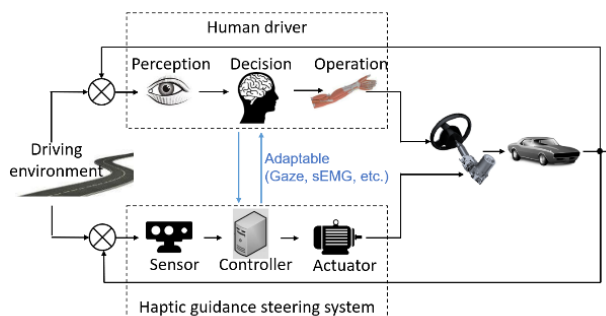 Human driver
Perception Decision Operation
Driving
environment
Adaptable
(Gaze, sEMG, etc.)
Sensor Controller Actuator
Haptic guidance steering system